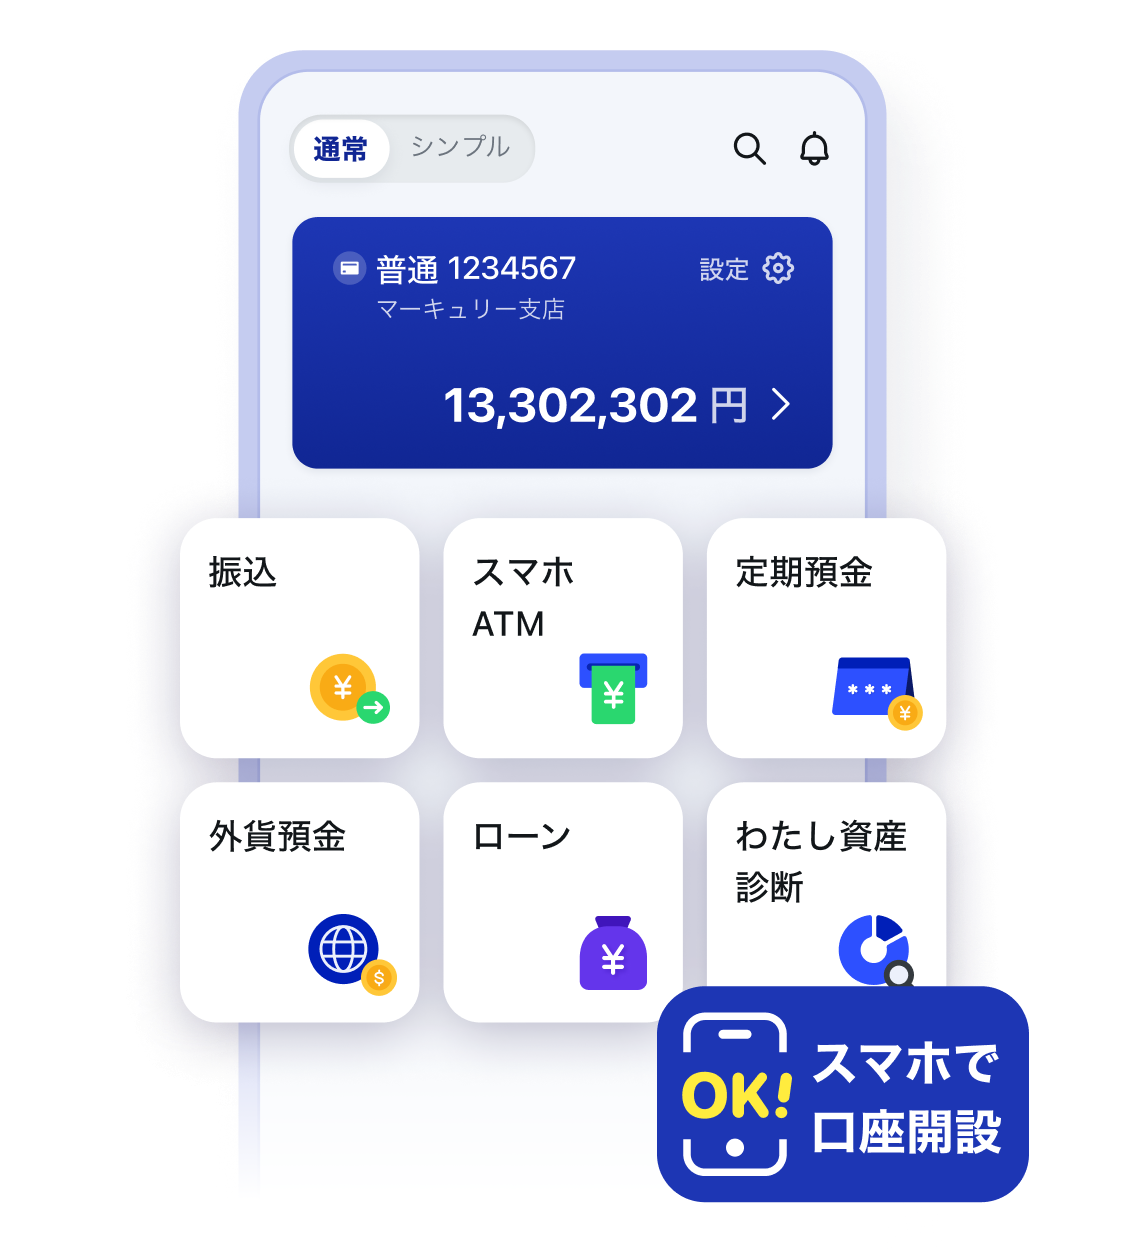 通常 シンプル
普通 1234567 設定
マーキュリー支店
13,302,302 円
振込
スマホ
ATM
¥
定期預金
***
¥
¥
外貨預金
$
ローン
¥
わたし資産
診断
OK!
スマホで
口座開設